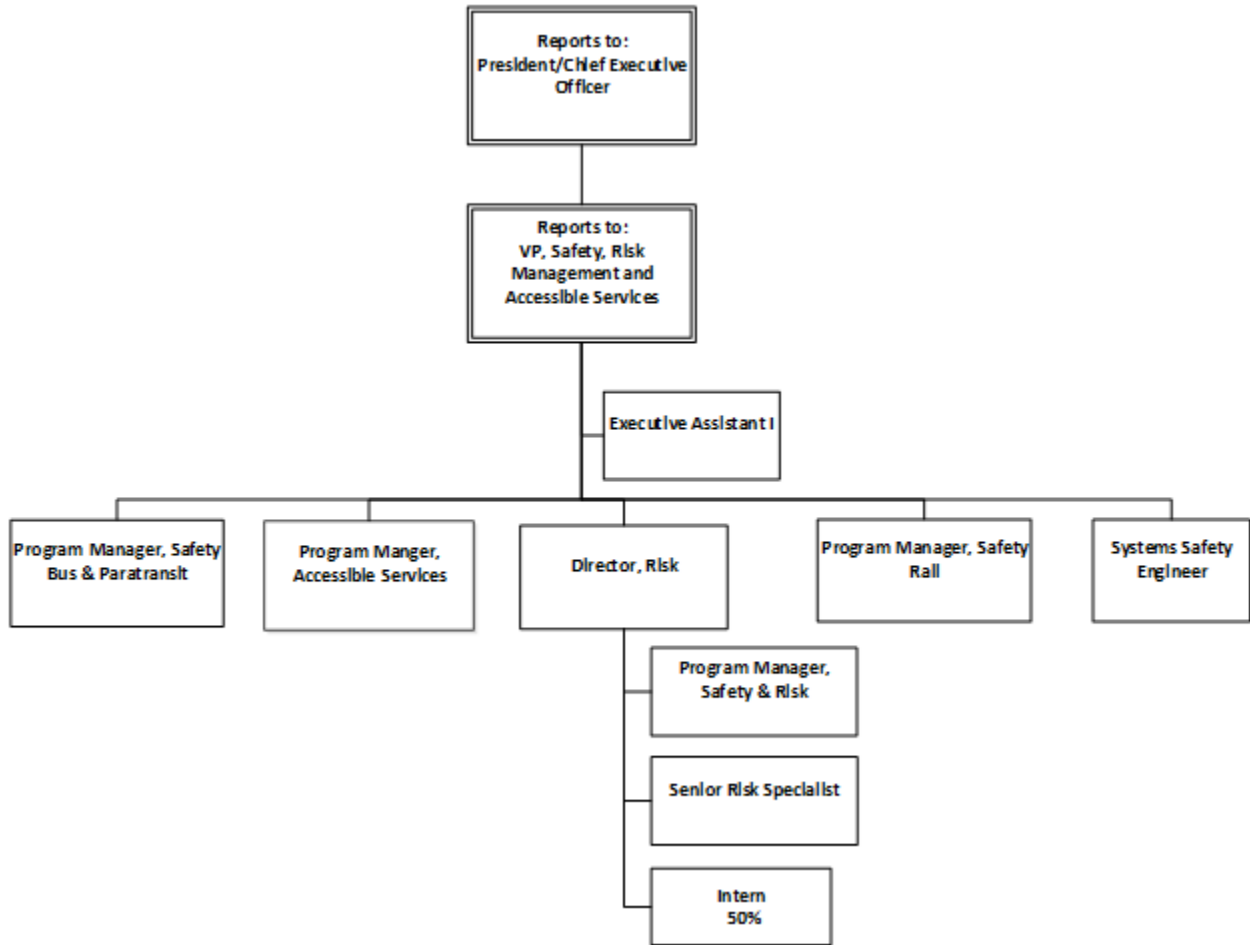 Reports to:
President/Chief Executive
Officer
Reports to:
VP, Safety, Risk
Management and
Accessible Services
Executive Assistant I
Program Manager, Safety
Bus & Paratransit
Program Manger,
Accessible Services
Director, Risk
Program Manager, Safety
Rail
Systems Safety
Engineer
Program Manager,
Safety & Risk
Senior Risk Specialist
Intern
50%